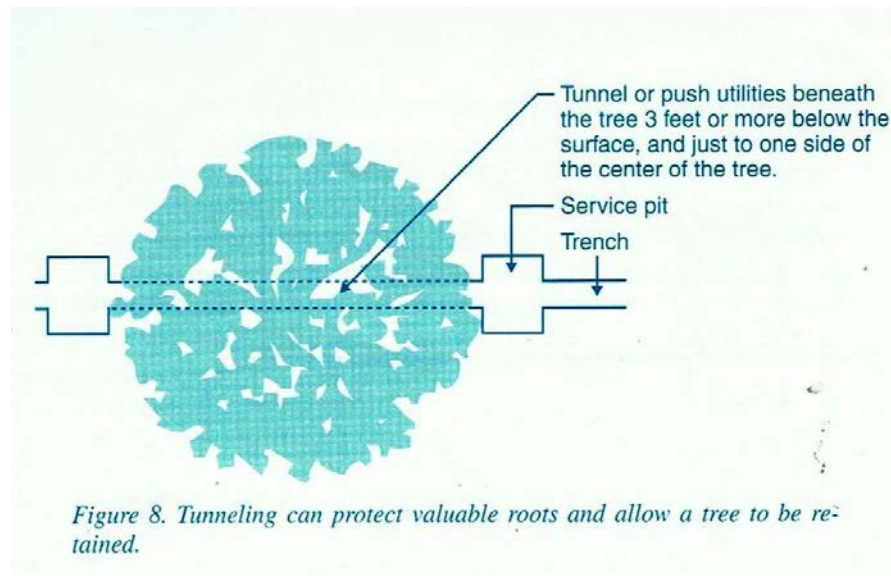 Tunnel or push utilities beneath
the tree 3 feet or more below the
surface, and just to one side of
the center of the tree.
Service pit
Trench
Figure 8. Tunneling can protect valuable roots and allow a tree to be re-
tained.